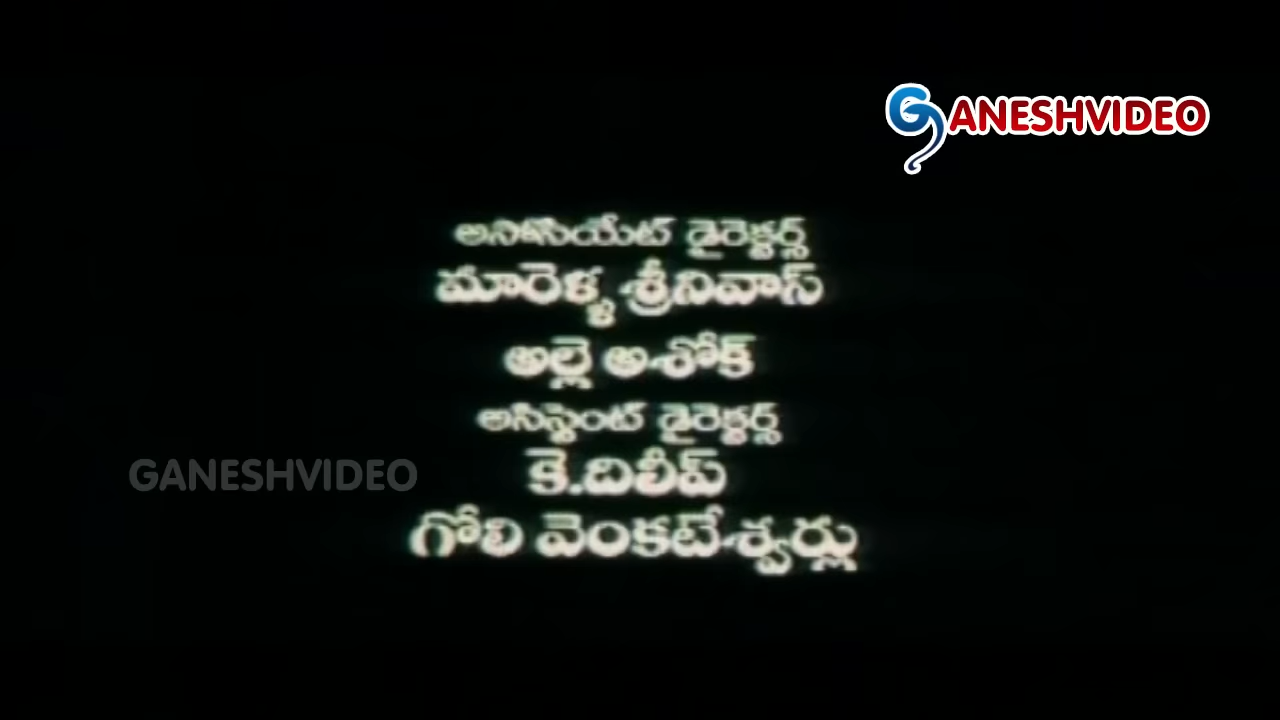 GANESHVIDEO
అసోసియేట్ డైరెక్టర్స్
మారెళ్ళ శ్రీనివాస్
అల్లె అశోక్
అసిస్టెంట్ డైరెక్టర్స్
కె.దిలీప్
GANESHVIDEO
గోలి వెంకటేశ్వర్లు